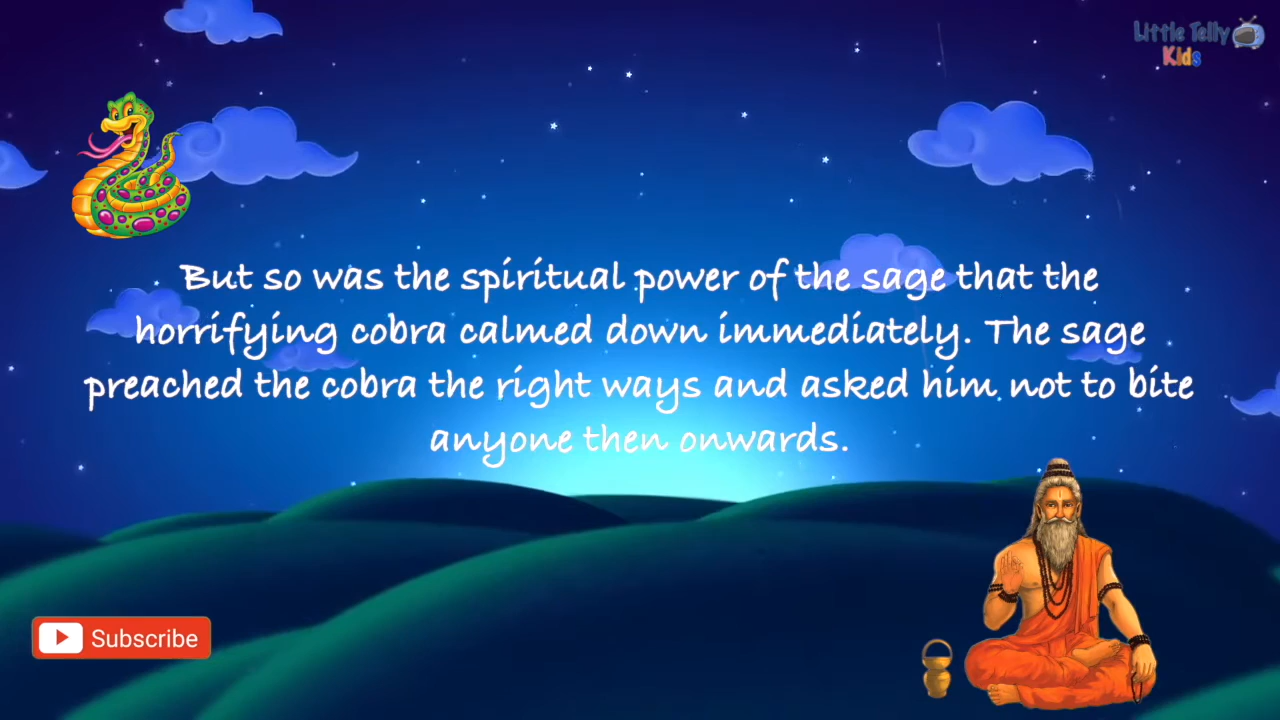 Little Telly
Kids
But so was the spiritual power of the sage that the
horrifying cobra calmed down immediately. The sage
preached the cobra the right ways and asked him not to bite
anyone then onwards.
Subscribe